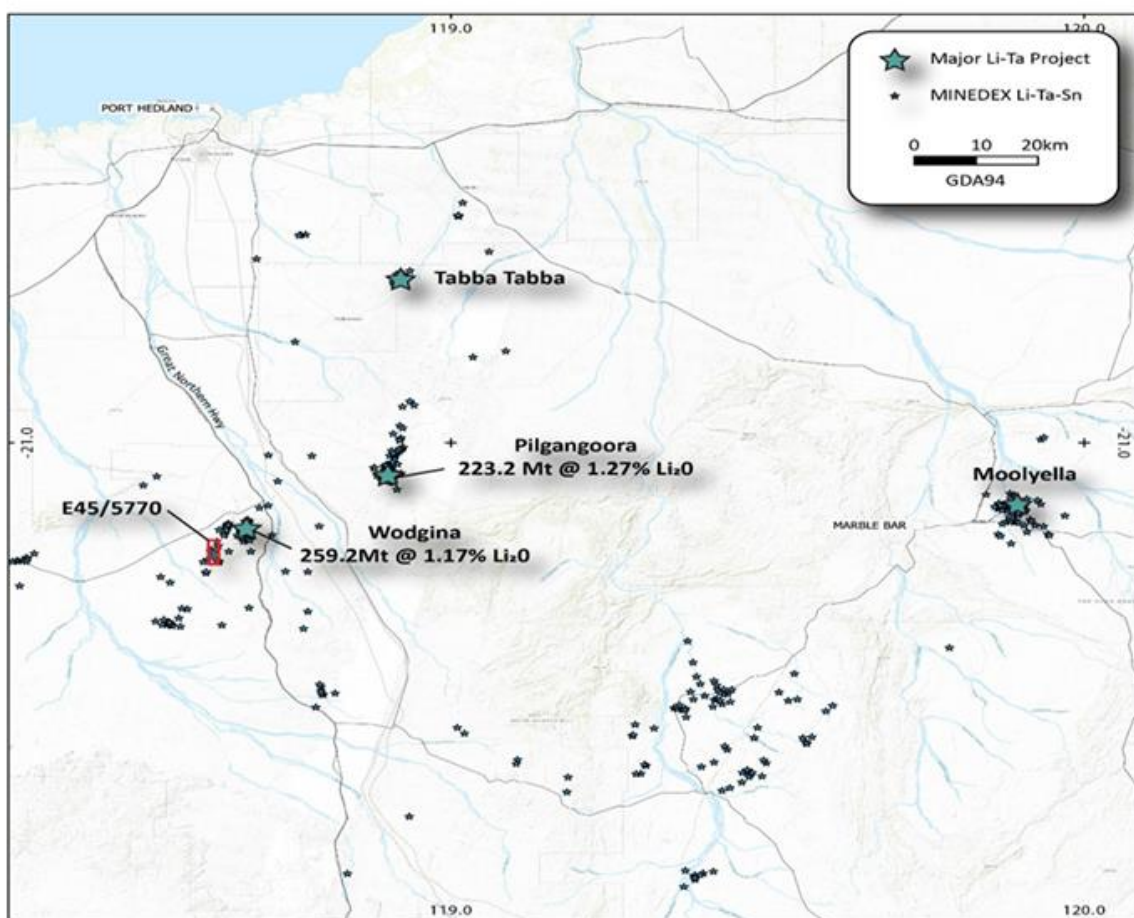 119.0
120.0
Major Li-Ta Project
MINEDEX Li-Ta-Sn
0 10 20km
GDA94
PORT HEDLAND
Tabba Tabba
Great Northern Hwy
-21.0
-21.0
Pilgangoora
223.2 Mt @ 1.27% Li₂0
E45/5770
Wodgina
259.2Mt @ 1.17% Li₂0
Moolyella
MARBLE BAR
119.0
120.0